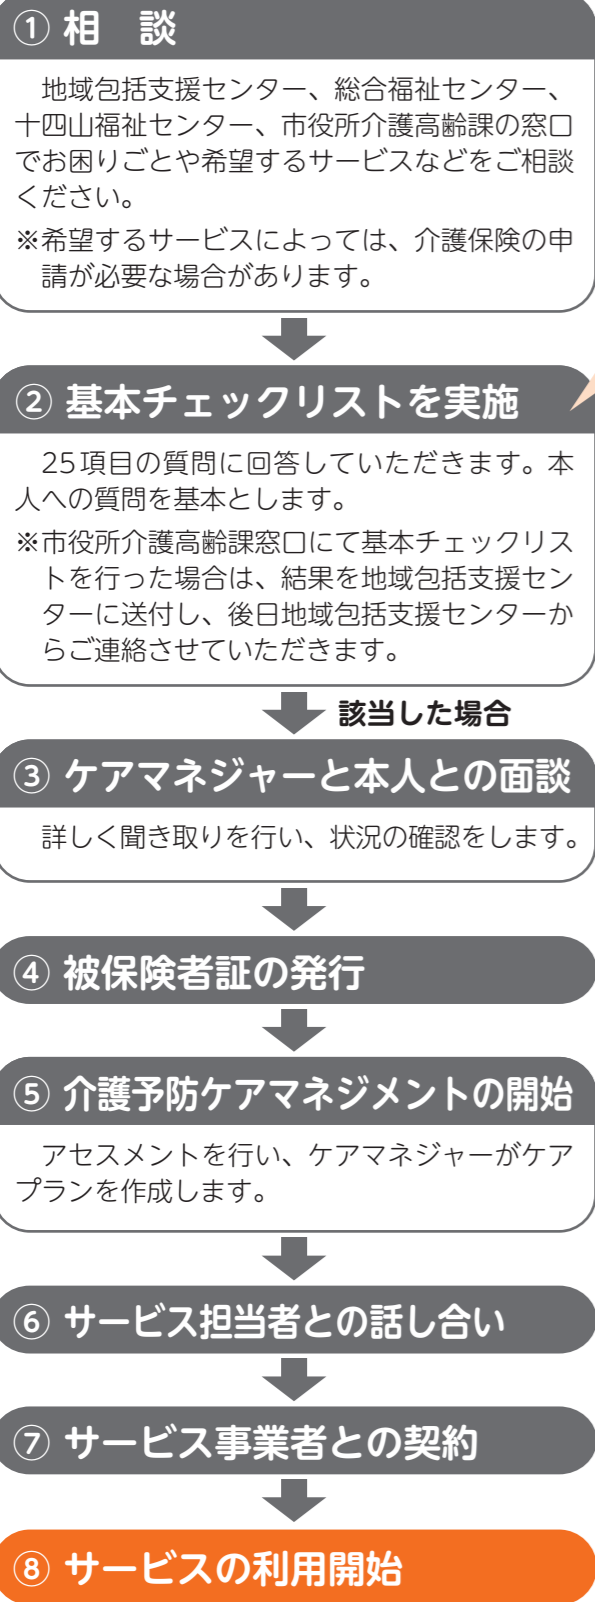 ① 相　談
　地域包括支援センター、総合福祉センター、
十四山福祉センター、市役所介護高齢課の窓口
でお困りごとや希望するサービスなどをご相談
ください。
※希望するサービスによっては、介護保険の申
請が必要な場合があります。
② 基本チェックリストを実施
　25項目の質問に回答していただきます。本
人への質問を基本とします。
※市役所介護高齢課窓口にて基本チェックリス
トを行った場合は、結果を地域包括支援セン
ターに送付し、後日地域包括支援センターか
らご連絡させていただきます。
該当した場合
③ ケアマネジャーと本人との面談
　詳しく聞き取りを行い、状況の確認をします。
④ 被保険者証の発行
⑤ 介護予防ケアマネジメントの開始
　アセスメントを行い、ケアマネジャーがケア
プランを作成します。
⑥ サービス担当者との話し合い
⑦ サービス事業者との契約
⑧ サービスの利用開始